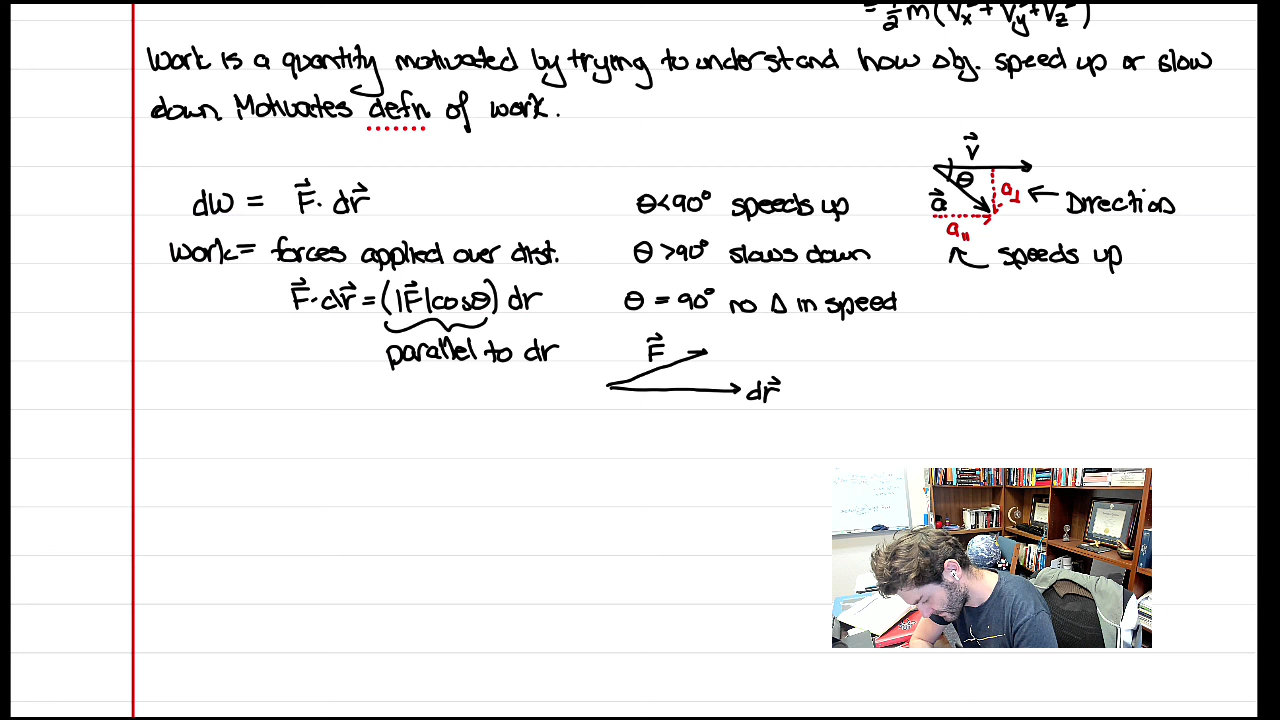 = 1/2 m(Vx² + Vy² + Vz²)
Work is a quantity motivated by trying to understand how obj. speed up or slow
down Motivates defn of work.
dW = F⃗ · dr⃗
Work = forces applied over dist.
F⃗ · dr⃗ = (|F⃗|cosθ) dr
parallel to dr
θ<90° speeds up
θ >90° slows down
θ = 90° no Δ in speed
F⃗
dr⃗
V⃗
θ
a⃗
a⊥
Direction
a||
speeds up